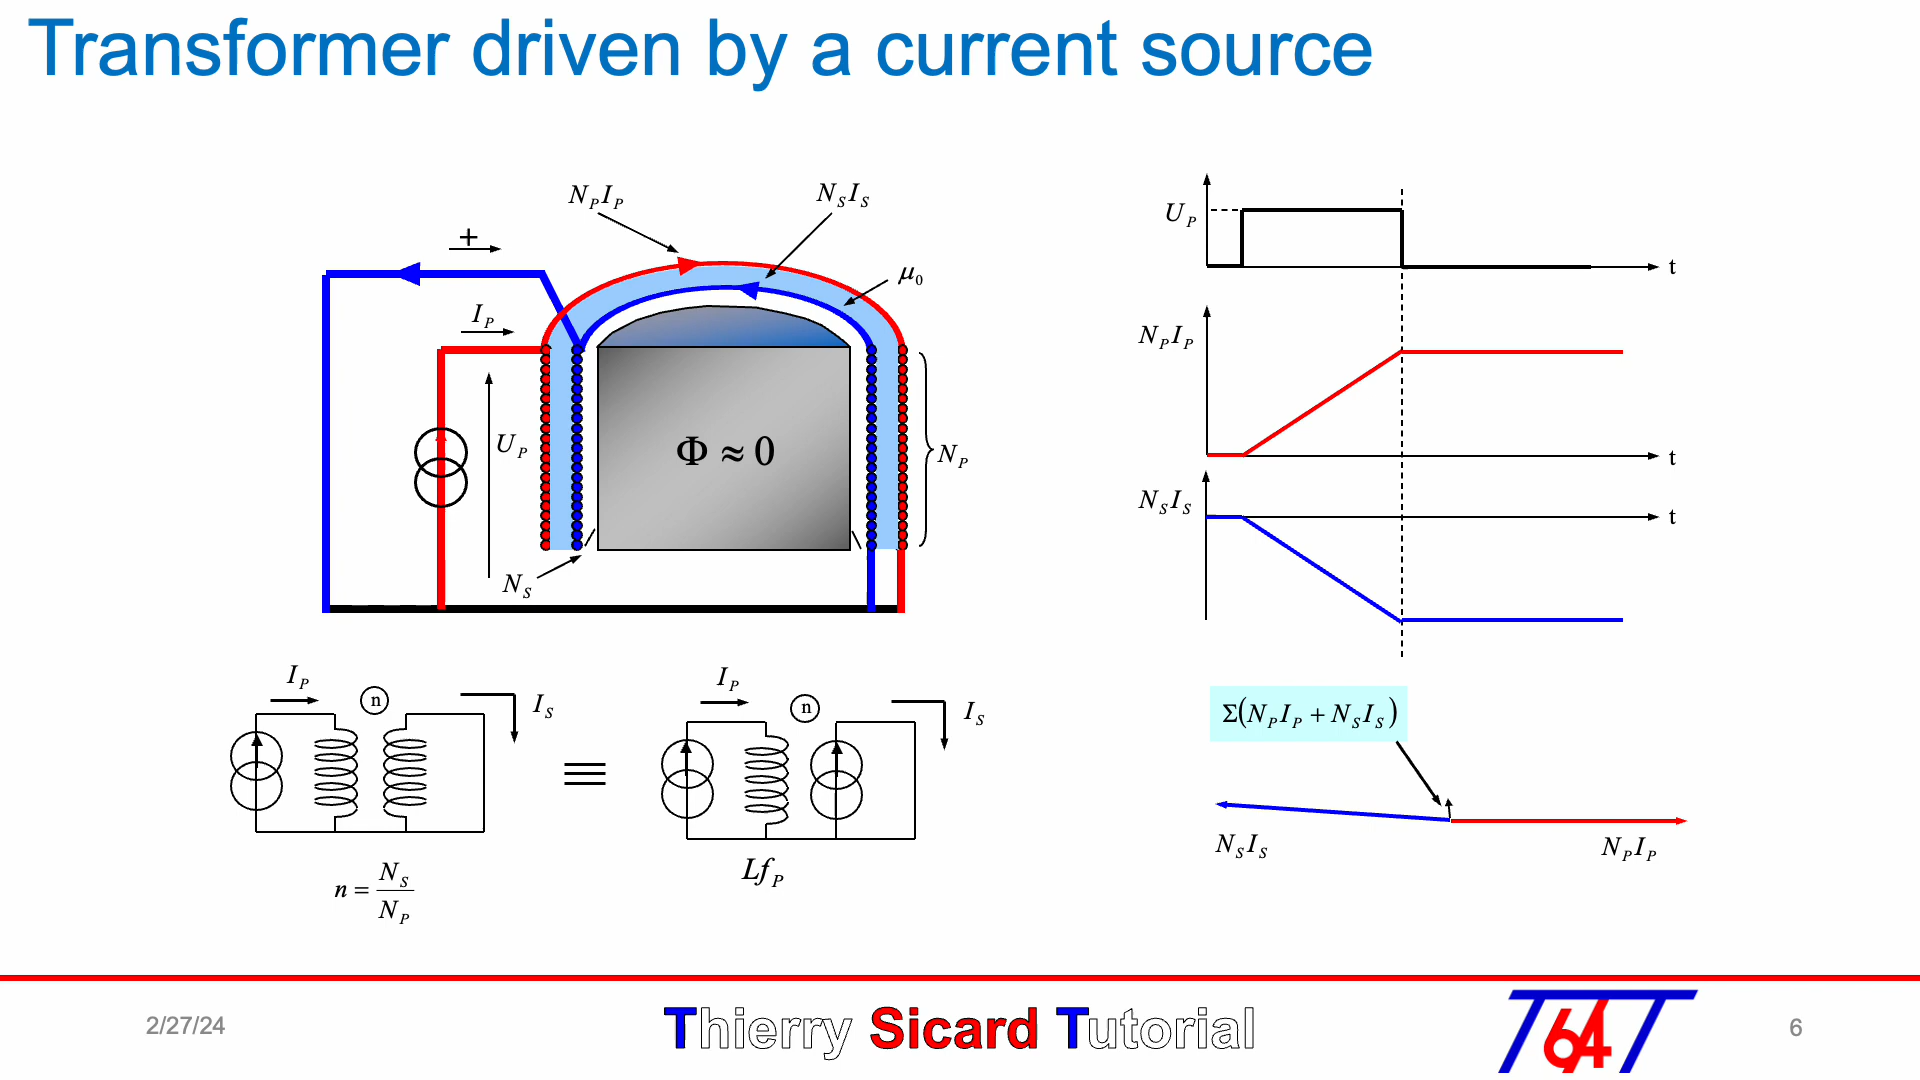 Transformer driven by a current source
N_P I_P
N_S I_S
+
μ_0
I_P
U_P
Φ ≈ 0
N_P
N_S
U_P
t
N_P I_P
t
N_S I_S
t
I_P
n
I_S
I_P
n
I_S
≡
n = N_S / N_P
Lf_P
Σ(N_P I_P + N_S I_S)
N_S I_S
N_P I_P
2/27/24
Thierry Sicard Tutorial
T64T
6